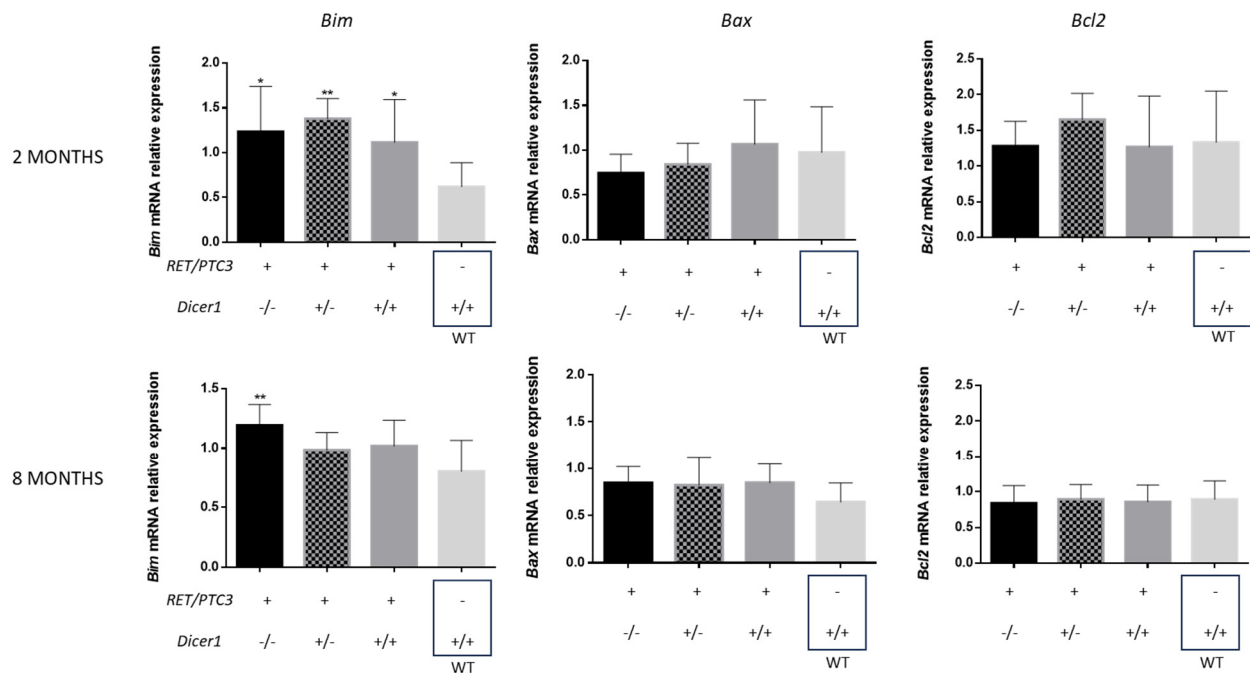 Bim
Bax
Bcl2
2 MONTHS
Bim mRNA relative expression
2.0
1.5
1.0
0.5
0.0
*
**
*
RET/PTC3 + + + -
Dicer1 -/- +/- +/+ +/+
WT
Bax mRNA relative expression
2.0
1.5
1.0
0.5
0.0
+ + + -
-/- +/- +/+ +/+
WT
Bcl2 mRNA relative expression
2.5
2.0
1.5
1.0
0.5
0.0
+ + + -
-/- +/- +/+ +/+
WT
8 MONTHS
Bim mRNA relative expression
1.5
1.0
0.5
0.0
**
RET/PTC3 + + + -
Dicer1 -/- +/- +/+ +/+
WT
Bax mRNA relative expression
2.0
1.5
1.0
0.5
0.0
+ + + -
-/- +/- +/+ +/+
WT
Bcl2 mRNA relative expression
2.5
2.0
1.5
1.0
0.5
0.0
+ + + -
-/- +/- +/+ +/+
WT